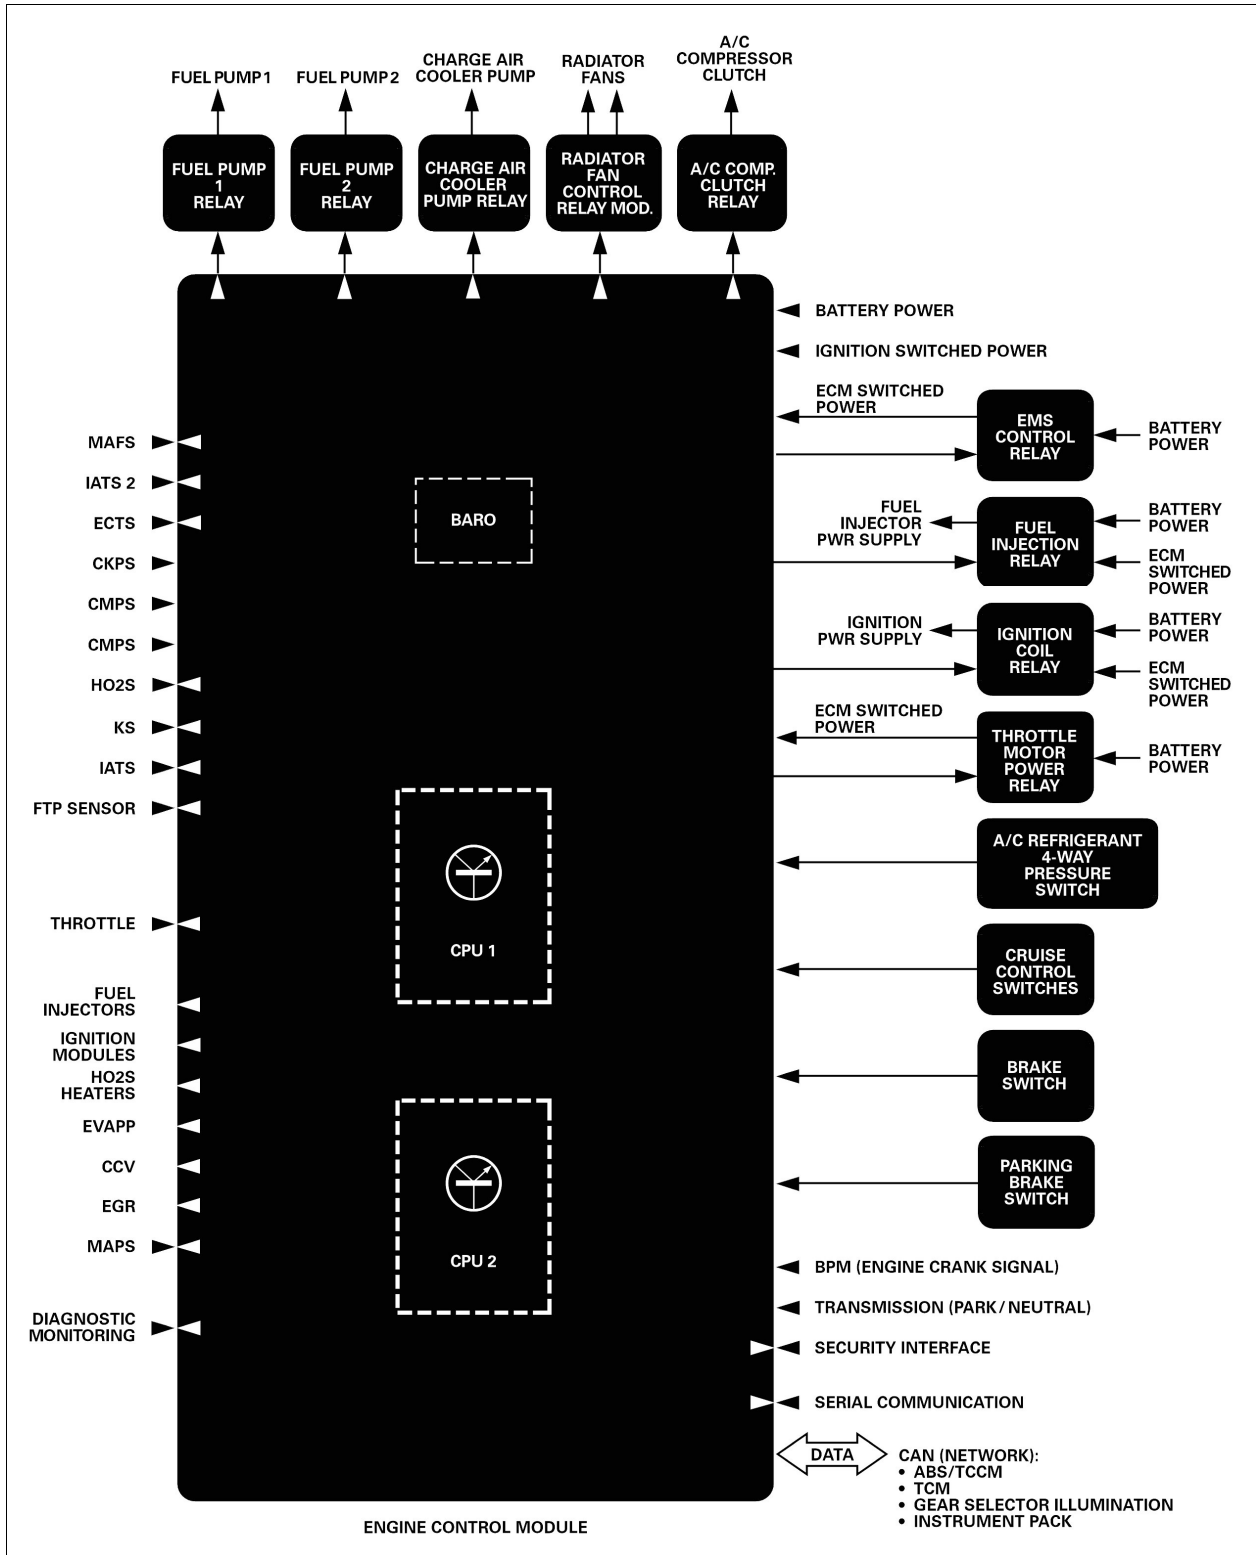 FUEL PUMP 1
FUEL PUMP 2
CHARGE AIR
COOLER PUMP
RADIATOR
FANS
A/C
COMPRESSOR
CLUTCH
FUEL PUMP
1
RELAY
FUEL PUMP
2
RELAY
CHARGE AIR
COOLER
PUMP RELAY
RADIATOR
FAN
CONTROL
RELAY MOD.
A/C COMP.
CLUTCH
RELAY
MAFS
IATS 2
ECTS
CKPS
CMPS
CMPS
HO2S
KS
IATS
FTP SENSOR
THROTTLE
FUEL
INJECTORS
IGNITION
MODULES
HO2S
HEATERS
EVAPP
CCV
EGR
MAPS
DIAGNOSTIC
MONITORING
BARO
CPU 1
CPU 2
BATTERY POWER
IGNITION SWITCHED POWER
ECM SWITCHED
POWER
EMS
CONTROL
RELAY
BATTERY
POWER
FUEL
INJECTOR
PWR SUPPLY
FUEL
INJECTION
RELAY
BATTERY
POWER
ECM
SWITCHED
POWER
IGNITION
PWR SUPPLY
IGNITION
COIL
RELAY
BATTERY
POWER
ECM
SWITCHED
POWER
ECM SWITCHED
POWER
THROTTLE
MOTOR
POWER
RELAY
BATTERY
POWER
A/C REFRIGERANT
4-WAY
PRESSURE
SWITCH
CRUISE
CONTROL
SWITCHES
BRAKE
SWITCH
PARKING
BRAKE
SWITCH
BPM (ENGINE CRANK SIGNAL)
TRANSMISSION (PARK / NEUTRAL)
SECURITY INTERFACE
SERIAL COMMUNICATION
DATA
CAN (NETWORK):
• ABS/TCCM
• TCM
• GEAR SELECTOR ILLUMINATION
• INSTRUMENT PACK
ENGINE CONTROL MODULE